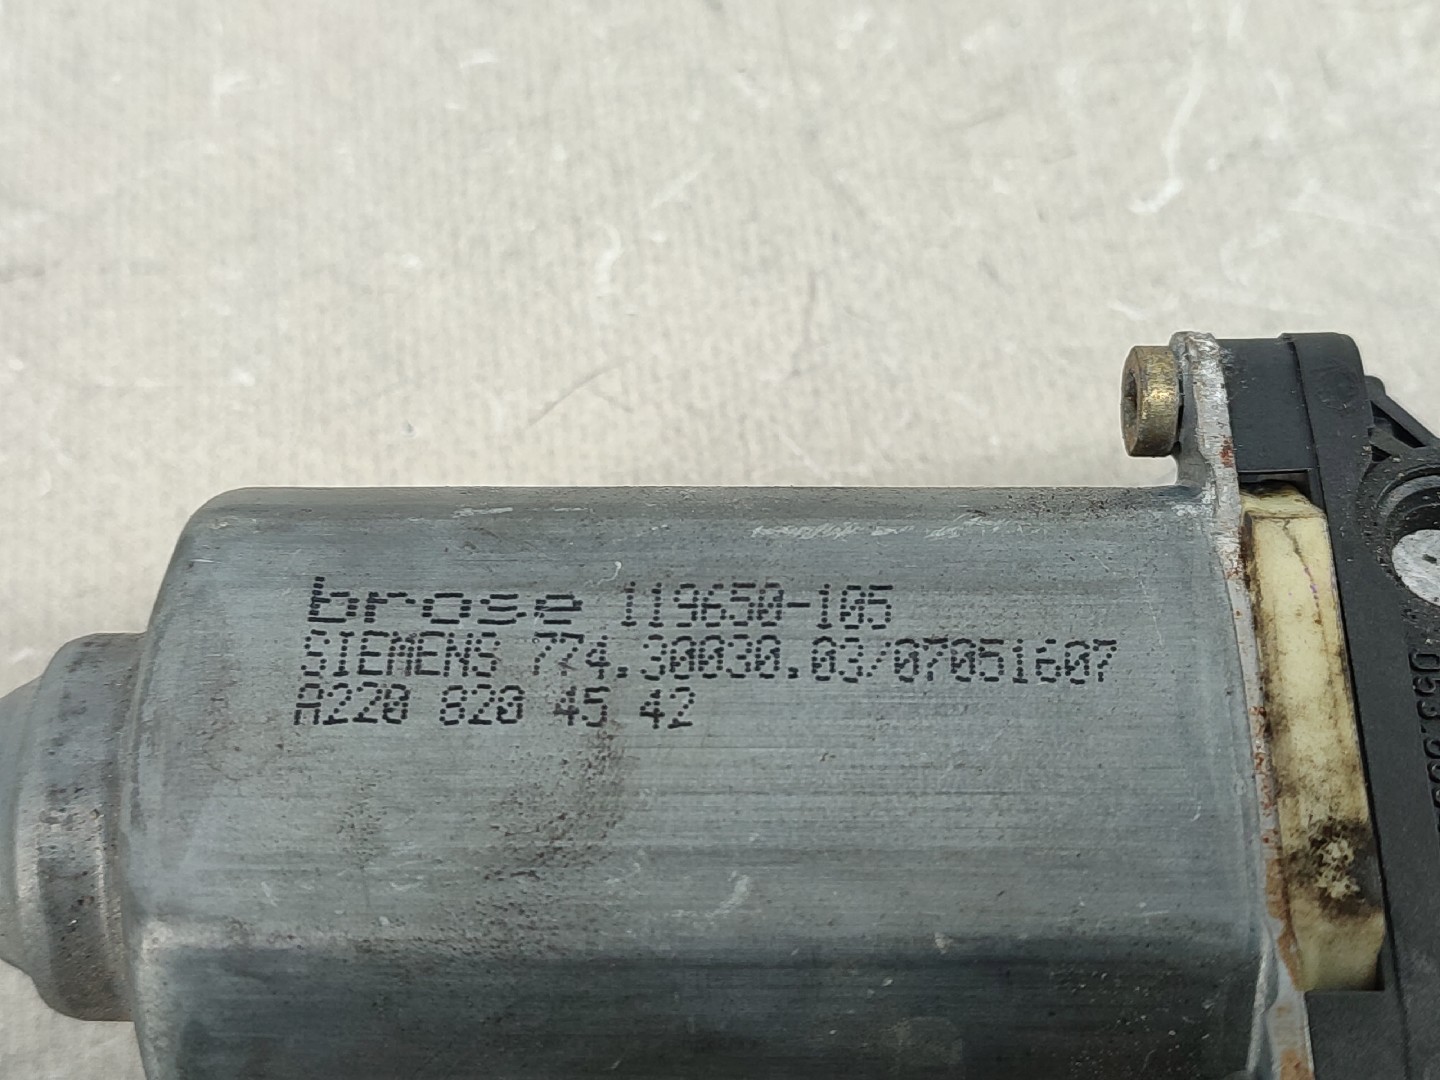 brose 119650-105
SIEMENS 774.30030.03/07051607
A220 820 45 42